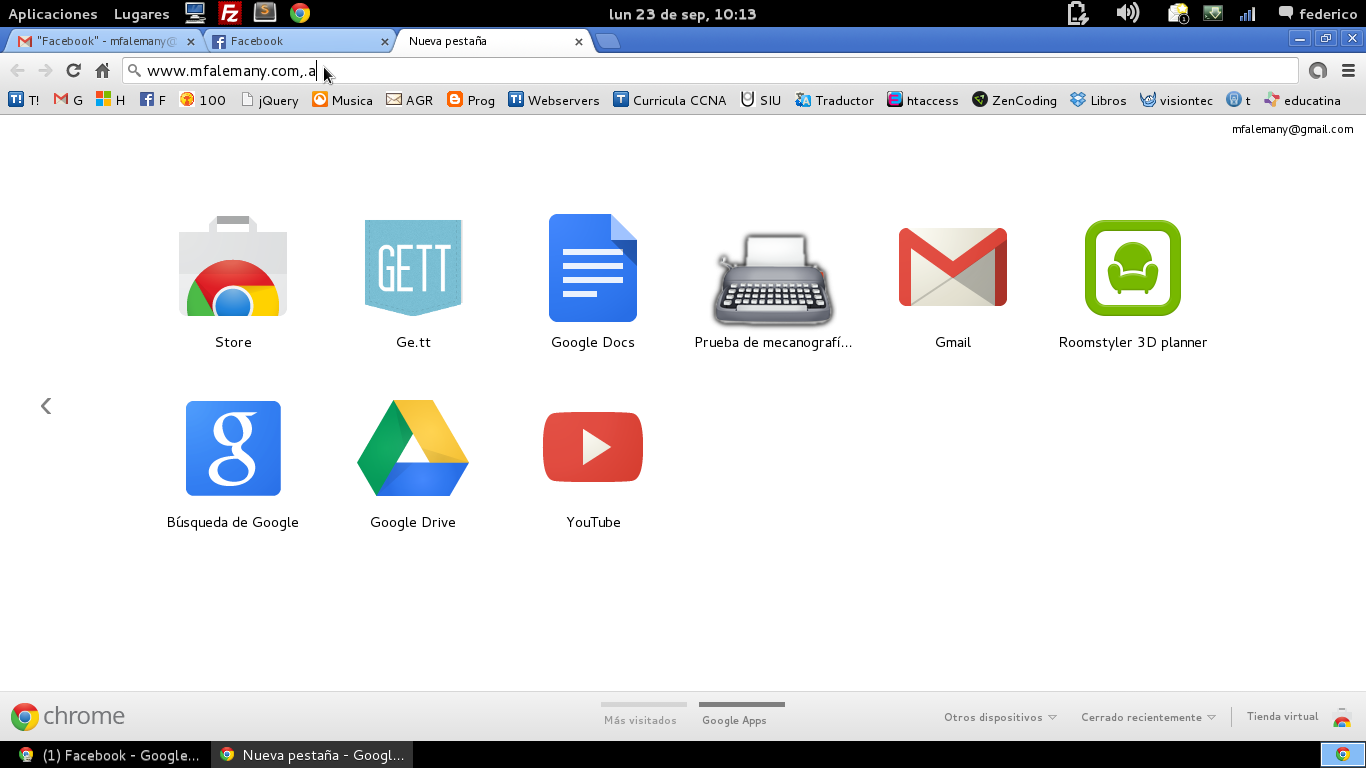 Aplicaciones Lugares lun 23 de sep, 10:13 federico
"Facebook" - mfalemany@ Facebook Nueva pestaña
www.mfalemany.com,.a
T! G H F 100 jQuery Musica AGR Prog Webservers Curricula CCNA SIU Traductor htaccess ZenCoding Libros visiontec t educatina
mfalemany@gmail.com
GETT
Store Ge.tt Google Docs Prueba de mecanografí... Gmail Roomstyler 3D planner
Búsqueda de Google Google Drive YouTube
chrome Más visitados Google Apps Otros dispositivos Cerrado recientemente Tienda virtual
(1) Facebook - Google... Nueva pestaña - Googl...